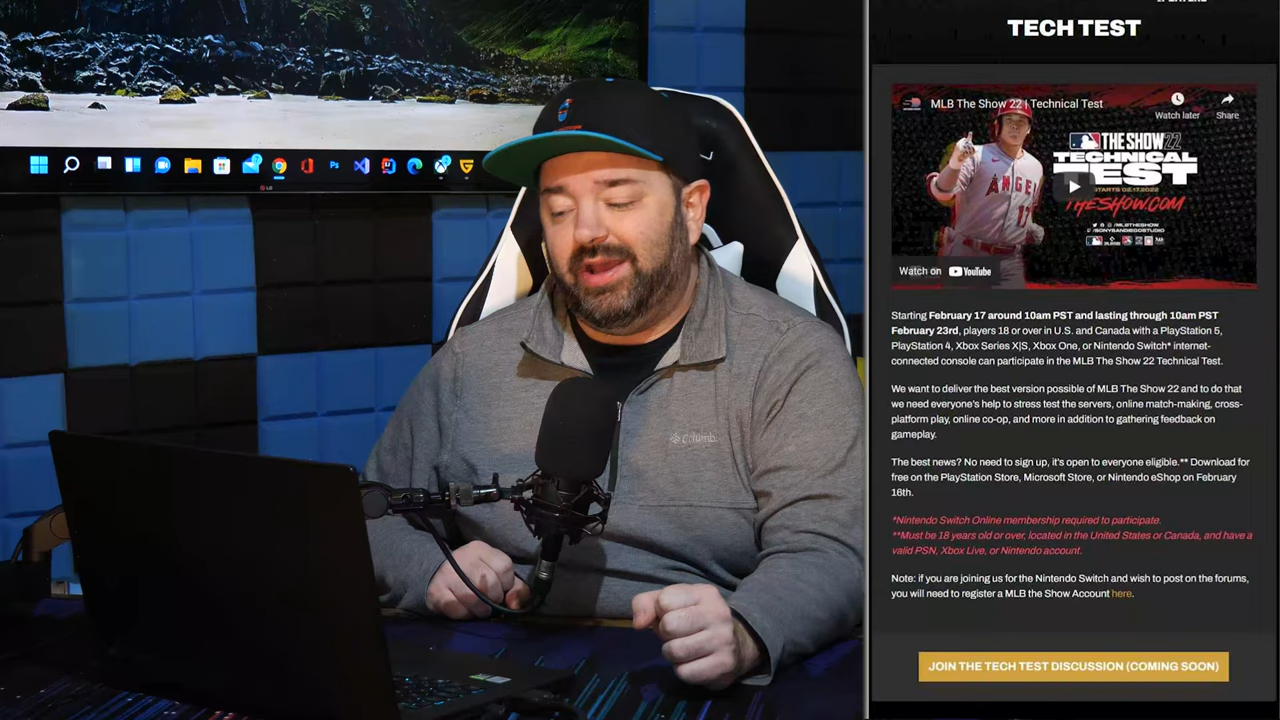 TECH TEST
MLB The Show 22 | Technical Test
Watch later
Share
THE SHOW 22
TECHNICAL
TEST
STARTS 02.17.2022
THESHOW.COM
/MLBTHESHOW
/SONYSANDIEGOSTUDIO
ANGE
17
Watch on YouTube
Starting February 17 around 10am PST and lasting through 10am PST
February 23rd, players 18 or over in U.S. and Canada with a PlayStation 5,
PlayStation 4, Xbox Series X|S, Xbox One, or Nintendo Switch* internet-
connected console can participate in the MLB The Show 22 Technical Test.
We want to deliver the best version possible of MLB The Show 22 and to do that
we need everyone's help to stress test the servers, online match-making, cross-
platform play, online co-op, and more in addition to gathering feedback on
gameplay.
The best news? No need to sign up, it's open to everyone eligible.** Download for
free on the PlayStation Store, Microsoft Store, or Nintendo eShop on February
16th.
*Nintendo Switch Online membership required to participate.
**Must be 18 years old or over, located in the United States or Canada, and have a
valid PSN, Xbox Live, or Nintendo account.
Note: if you are joining us for the Nintendo Switch and wish to post on the forums,
you will need to register a MLB the Show Account here.
JOIN THE TECH TEST DISCUSSION (COMING SOON)
Columbia
LG
Ps